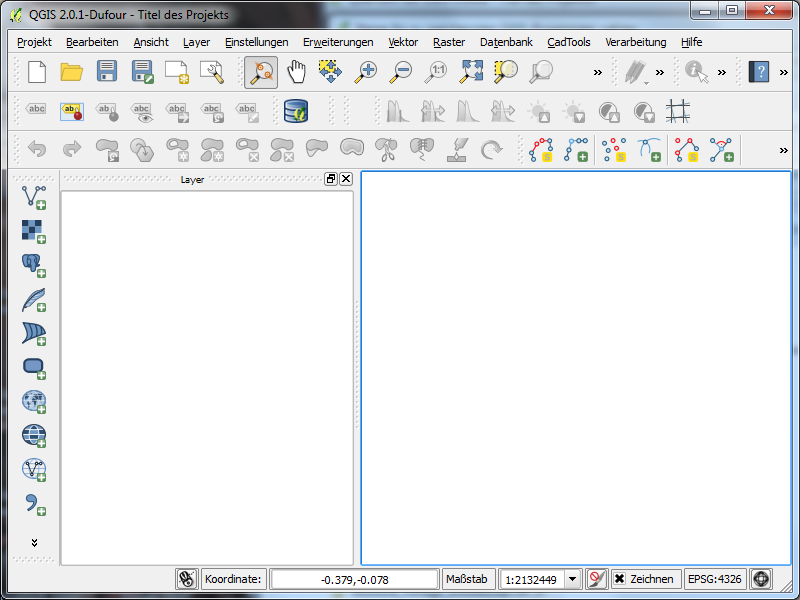 QGIS 2.0.1-Dufour - Titel des Projekts
Projekt Bearbeiten Ansicht Layer Einstellungen Erweiterungen Vektor Raster Datenbank CadTools Verarbeitung Hilfe
1:1
abc abc abc abc abc abc abc
Layer
Koordinate: -0.379,-0.078 Maßstab 1:2132449 Zeichnen EPSG:4326